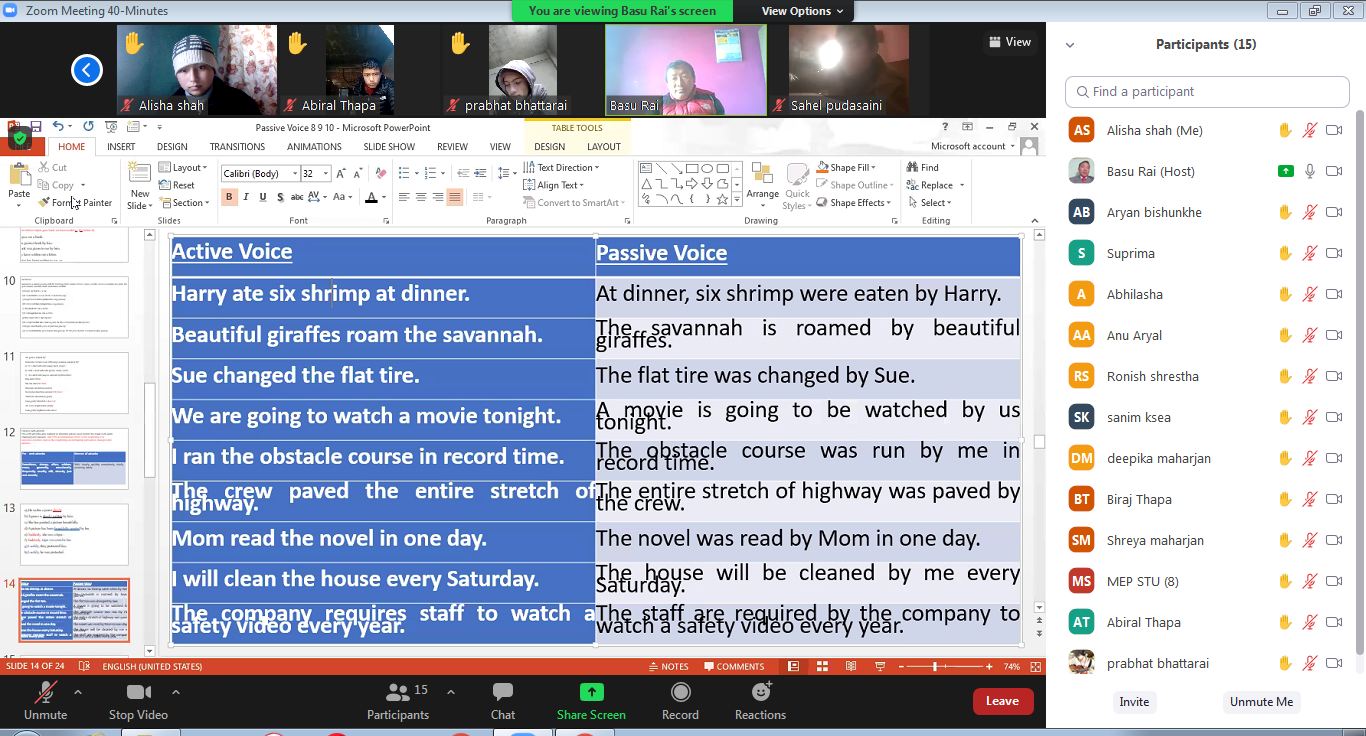 Zoom Meeting 40-Minutes
You are viewing Basu Rai's screen
View Options
View
Alisha shah
Abiral Thapa
prabhat bhattarai
Basu Rai
Sahel pudasaini
Passive Voice 8 9 10 - Microsoft PowerPoint
TABLE TOOLS
HOME
INSERT
DESIGN
TRANSITIONS
ANIMATIONS
SLIDE SHOW
REVIEW
VIEW
DESIGN
LAYOUT
Microsoft account
Paste
Cut
Copy
Format Painter
Clipboard
New
Slide
Layout
Reset
Section
Slides
Calibri (Body)
32
Font
Paragraph
Text Direction
Align Text
Convert to SmartArt
Arrange
Quick
Styles
Shape Fill
Shape Outline
Shape Effects
Drawing
Find
Replace
Select
Editing
10
11
12
13
14
Active Voice
Passive Voice
Harry ate six shrimp at dinner.
At dinner, six shrimp were eaten by Harry.
Beautiful giraffes roam the savannah.
The savannah is roamed by beautiful
giraffes.
Sue changed the flat tire.
The flat tire was changed by Sue.
We are going to watch a movie tonight.
A movie is going to be watched by us
tonight.
I ran the obstacle course in record time.
The obstacle course was run by me in
record time.
The crew paved the entire stretch of
highway.
The entire stretch of highway was paved by
the crew.
Mom read the novel in one day.
The novel was read by Mom in one day.
I will clean the house every Saturday.
The house will be cleaned by me every
Saturday.
The company requires staff to watch a
safety video every year.
The staff are required by the company to
watch a safety video every year.
SLIDE 14 OF 24
ENGLISH (UNITED STATES)
NOTES
COMMENTS
74%
Unmute
Stop Video
15
Participants
Chat
Share Screen
Record
Reactions
Leave
Participants (15)
Find a participant
AS Alisha shah (Me)
Basu Rai (Host)
AB Aryan bishunkhe
S Suprima
A Abhilasha
AA Anu Aryal
RS Ronish shrestha
SK sanim ksea
DM deepika maharjan
BT Biraj Thapa
SM Shreya maharjan
MS MEP STU (8)
AT Abiral Thapa
prabhat bhattarai
Invite
Unmute Me